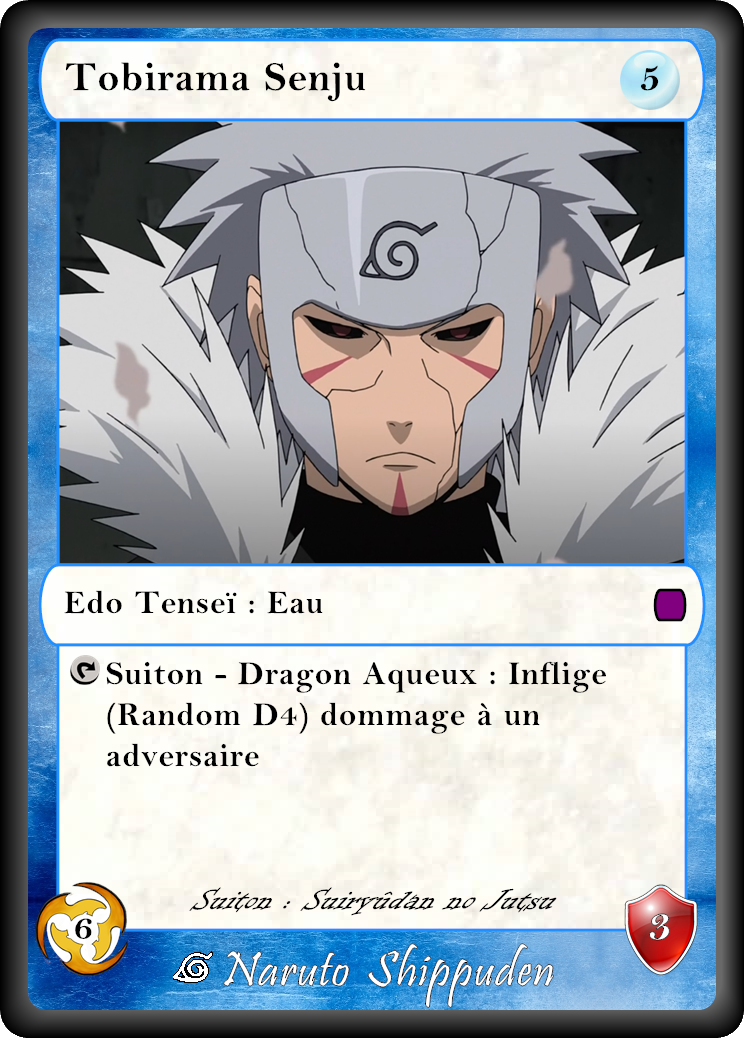 Tobirama Senju
5
Edo Tenseï : Eau
Suiton - Dragon Aqueux : Inflige
(Random D4) dommage à un
adversaire
Suiton : Suiryûdan no Jutsu
6
3
Naruto Shippuden